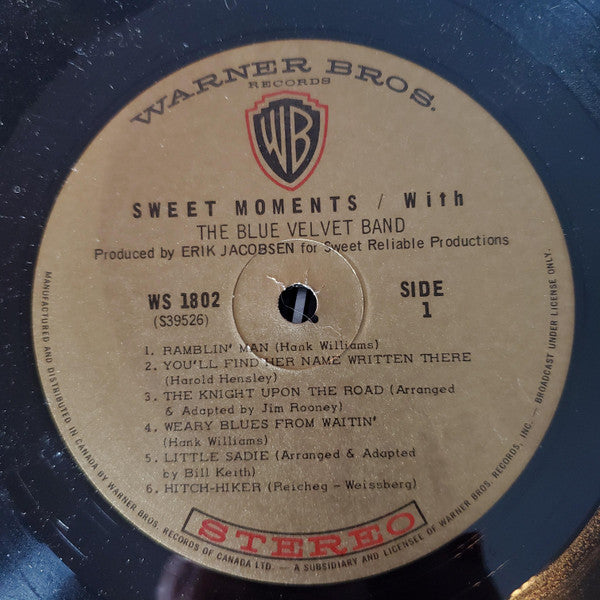 WARNER BROS.
RECORDS
WB
SWEET MOMENTS / With
THE BLUE VELVET BAND
Produced by ERIK JACOBSEN for Sweet Reliable Productions
WS 1802
(S39526)
SIDE
1
1. RAMBLIN' MAN (Hank Williams)
2. YOU'LL FIND HER NAME WRITTEN THERE
(Harold Hensley)
3. THE KNIGHT UPON THE ROAD (Arranged
& Adapted by Jim Rooney)
4. WEARY BLUES FROM WAITIN'
(Hank Williams)
5. LITTLE SADIE (Arranged & Adapted
by Bill Keith)
6. HITCH-HIKER (Reicheg - Weissberg)
STEREO
MANUFACTURED AND DISTRIBUTED IN CANADA BY WARNER BROS. RECORDS OF CANADA LTD. — A SUBSIDIARY AND LICENSEE OF WARNER BROS. RECORDS, INC. — BROADCAST UNDER LICENSE ONLY.